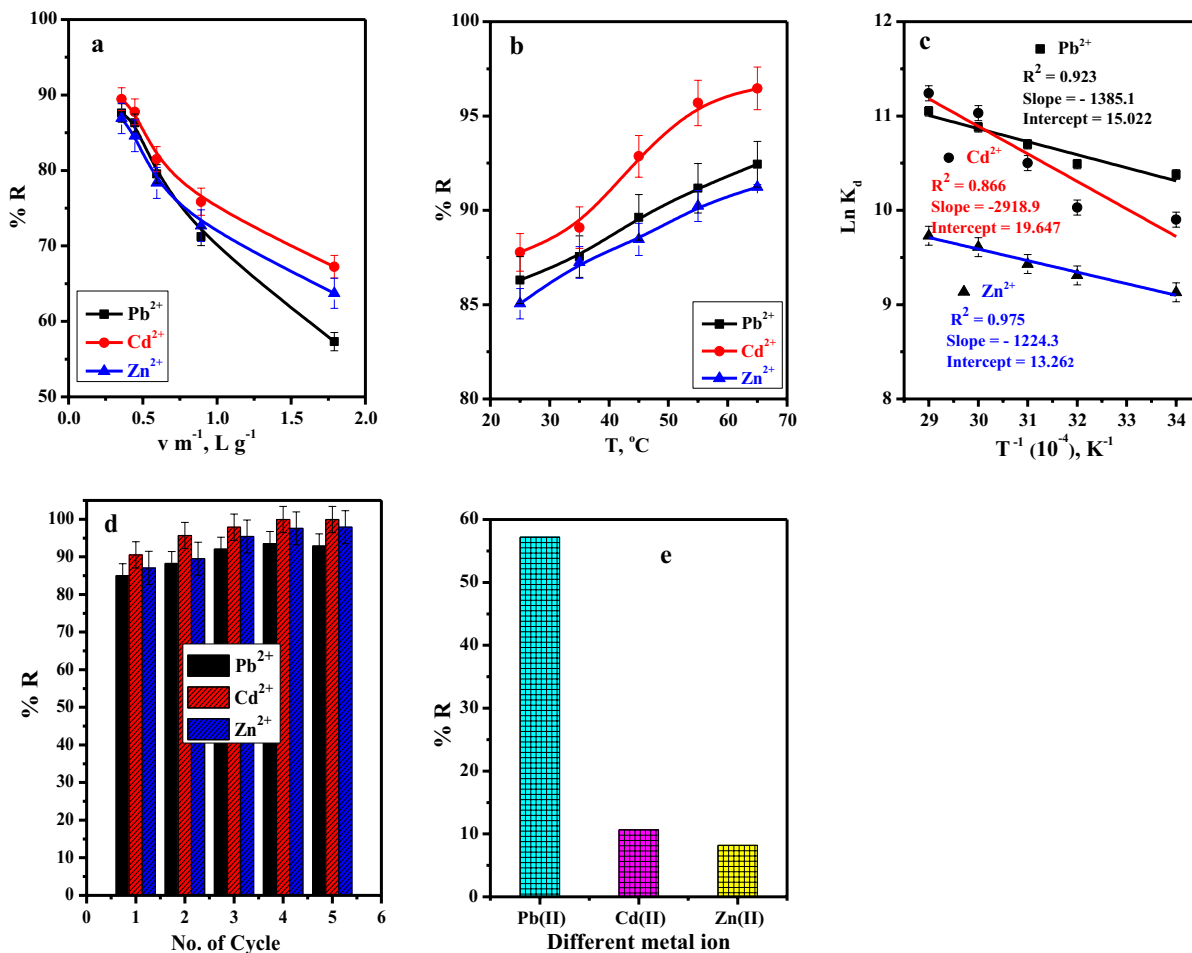 a
% R
100
90
80
70
60
50
Pb²⁺
Cd²⁺
Zn²⁺
0.0 0.5 1.0 1.5 2.0
v m⁻¹, L g⁻¹
b
% R
100
95
90
85
80
Pb²⁺
Cd²⁺
Zn²⁺
20 30 40 50 60 70
T, °C
c
Ln K_d
12
11
10
9
8
Pb²⁺
R² = 0.923
Slope = - 1385.1
Intercept = 15.022
Cd²⁺
R² = 0.866
Slope = -2918.9
Intercept = 19.647
Zn²⁺
R² = 0.975
Slope = - 1224.3
Intercept = 13.262
29 30 31 32 33 34
T⁻¹ (10⁻⁴), K⁻¹
d
% R
100
90
80
70
60
50
40
30
20
10
0
Pb²⁺
Cd²⁺
Zn²⁺
0 1 2 3 4 5 6
No. of Cycle
e
% R
60
50
40
30
20
10
0
Pb(II) Cd(II) Zn(II)
Different metal ion